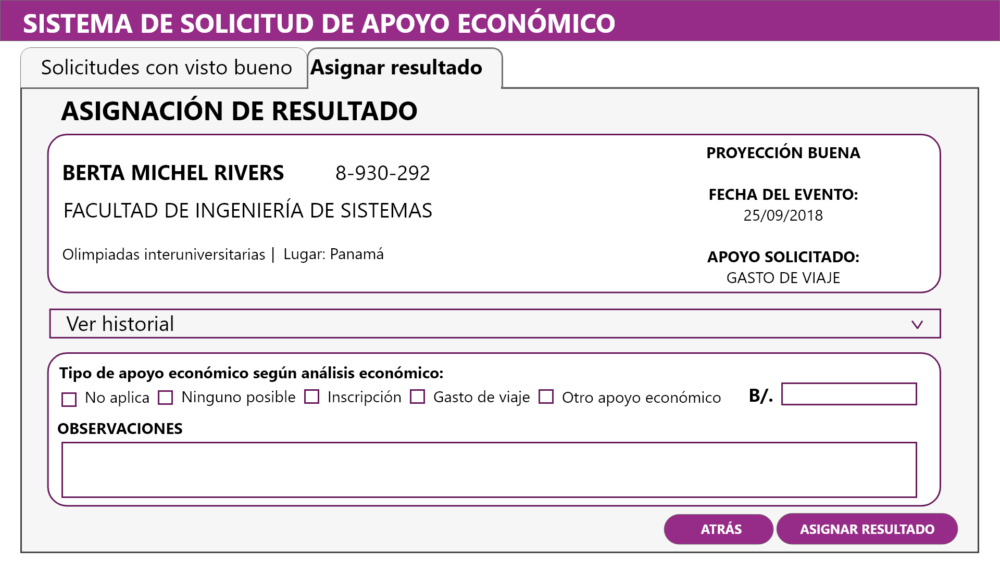 SISTEMA DE SOLICITUD DE APOYO ECONÓMICO
Solicitudes con visto bueno
Asignar resultado
ASIGNACIÓN DE RESULTADO
BERTA MICHEL RIVERS 8-930-292
FACULTAD DE INGENIERÍA DE SISTEMAS
Olimpiadas interuniversitarias | Lugar: Panamá
PROYECCIÓN BUENA
FECHA DEL EVENTO:
25/09/2018
APOYO SOLICITADO:
GASTO DE VIAJE
Ver historial
Tipo de apoyo económico según análisis económico:
No aplica Ninguno posible Inscripción Gasto de viaje Otro apoyo económico B/.
OBSERVACIONES
ATRÁS ASIGNAR RESULTADO